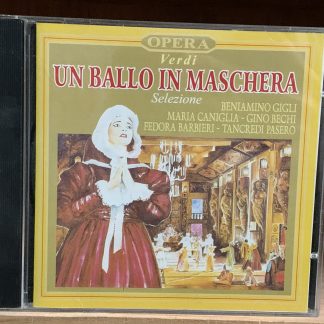 OPERA
Verdi
UN BALLO IN MASCHERA
Selezione
BENIAMINO GIGLI
MARIA CANIGLIA - GINO BECHI
FEDORA BARBIERI - TANCREDI PASERO